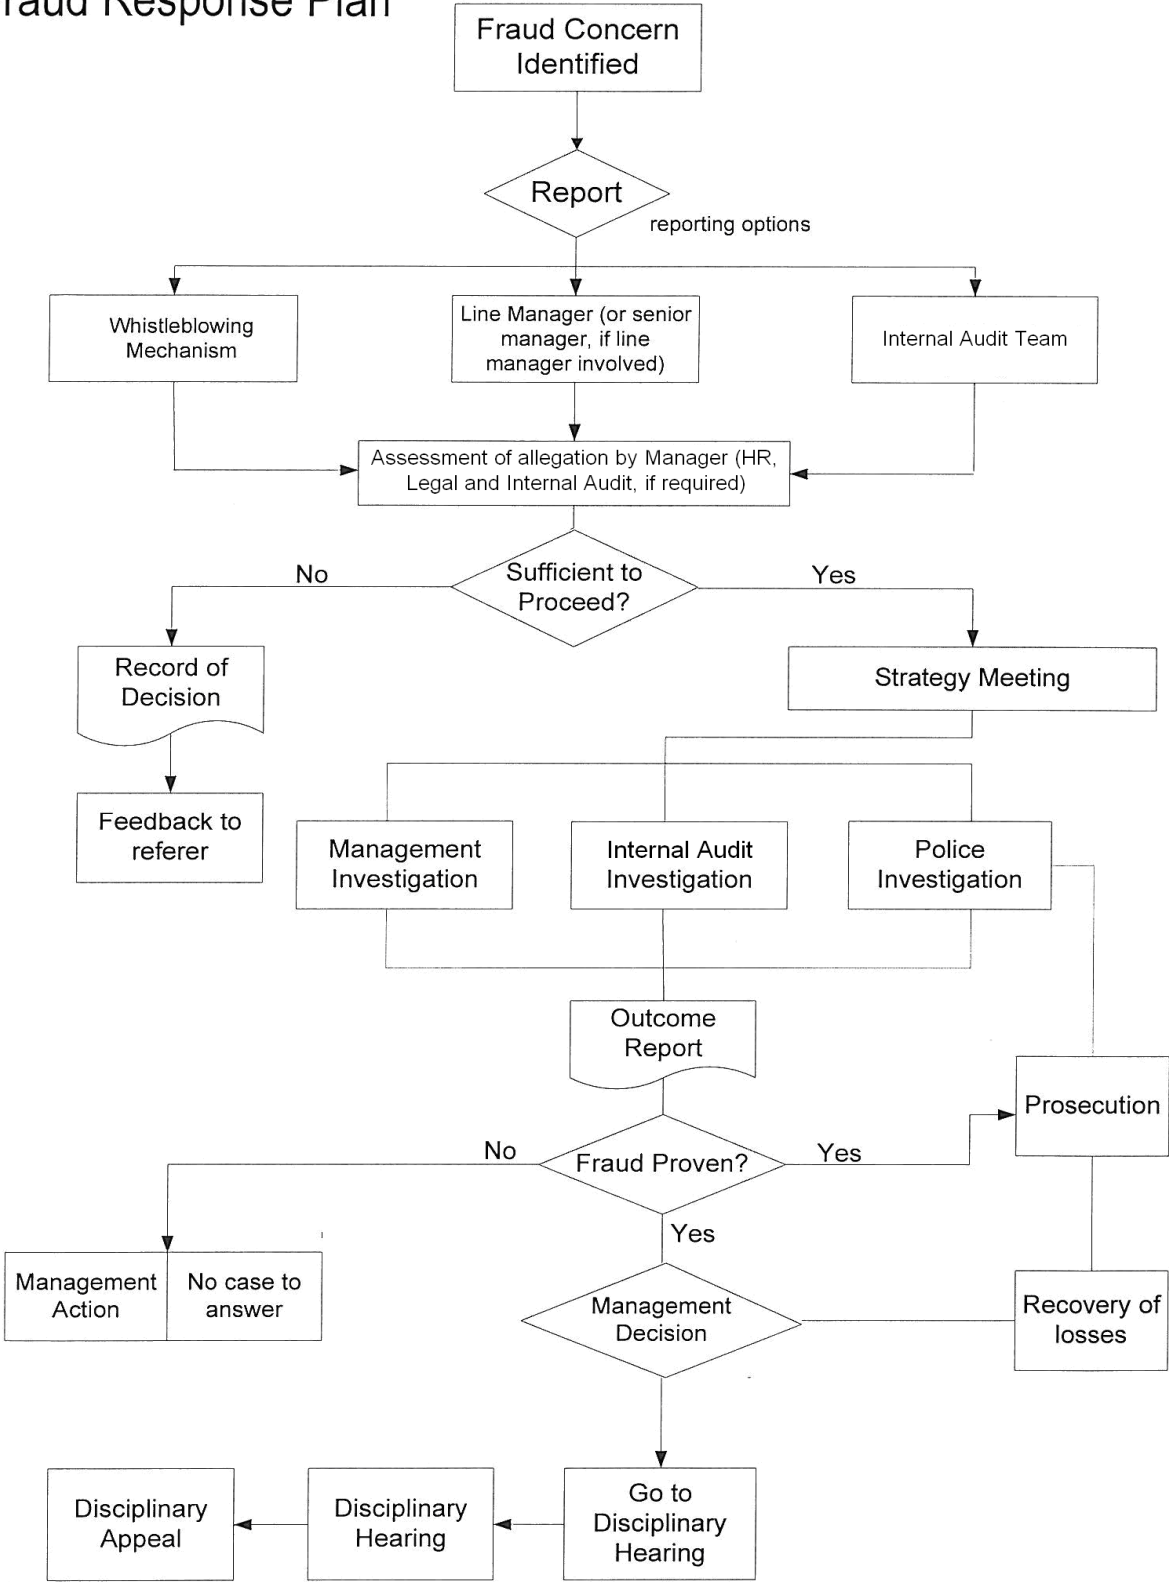 Response Plan
Fraud Concern
Identified
Report
reporting options
Whistleblowing
Mechanism
Line Manager (or senior
manager, if line
manager involved)
Internal Audit Team
Assessment of allegation by Manager (HR,
Legal and Internal Audit, if required)
No
Sufficient to
Proceed?
Yes
Record of
Decision
Strategy Meeting
Feedback to
referer
Management
Investigation
Internal Audit
Investigation
Police
Investigation
Outcome
Report
Prosecution
No
Fraud Proven?
Yes
Yes
Management
Action
No case to
answer
Management
Decision
Recovery of
losses
Disciplinary
Appeal
Disciplinary
Hearing
Go to
Disciplinary
Hearing